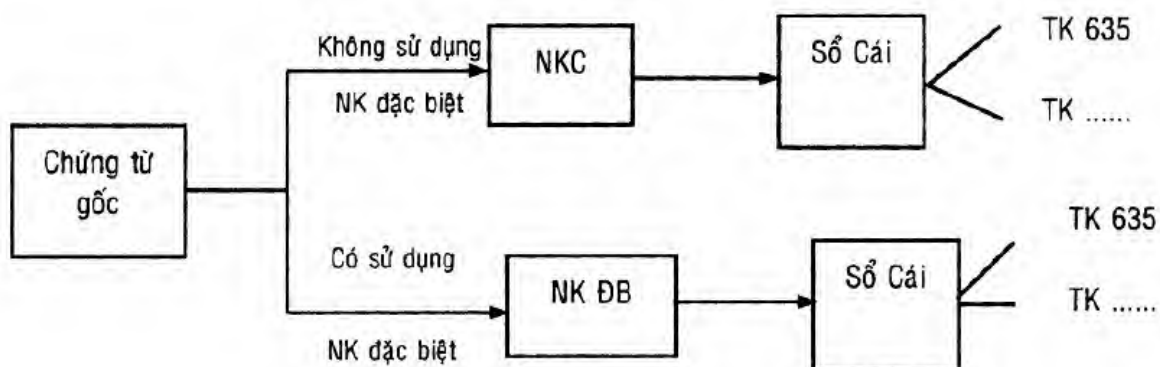 Không sử dụng
NK đặc biệt
NKC
Sổ Cái
TK 635
TK ......
Chứng từ
gốc
Có sử dụng
NK đặc biệt
NK ĐB
Sổ Cái
TK 635
TK ......